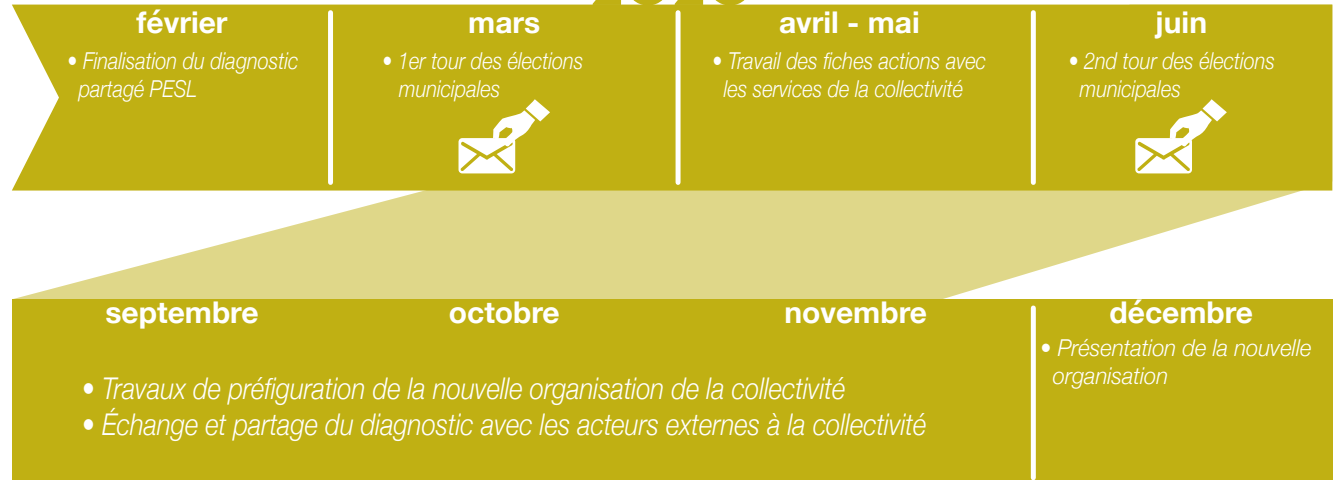 février
• Finalisation du diagnostic
partagé PESL
mars
• 1er tour des élections
municipales
avril - mai
• Travail des fiches actions avec
les services de la collectivité
juin
• 2nd tour des élections
municipales
septembre
octobre
novembre
• Travaux de préfiguration de la nouvelle organisation de la collectivité
• Échange et partage du diagnostic avec les acteurs externes à la collectivité
décembre
• Présentation de la nouvelle
organisation